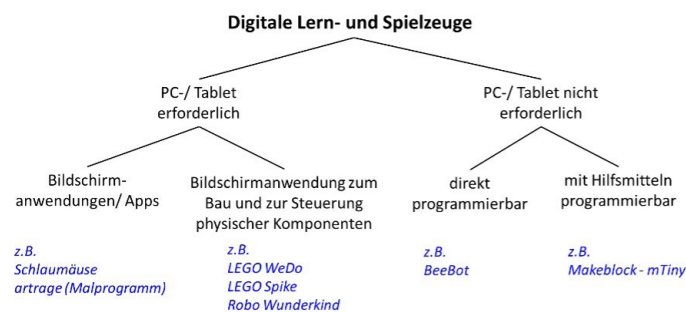 Digitale Lern- und Spielzeuge
PC-/ Tablet
erforderlich
PC-/ Tablet nicht
erforderlich
Bildschirm-
anwendungen/ Apps
Bildschirmanwendung zum
Bau und zur Steuerung
physischer Komponenten
direkt
programmierbar
mit Hilfsmitteln
programmierbar
z.B.
Schlaumäuse
artrage (Malprogramm)
z.B.
LEGO WeDo
LEGO Spike
Robo Wunderkind
z.B.
BeeBot
z.B.
Makeblock - mTiny